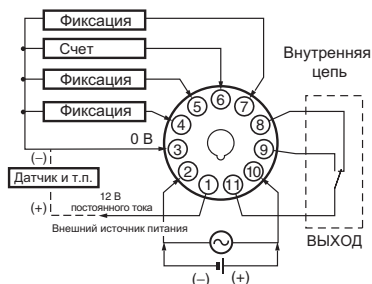 Фиксация
Счет
Фиксация
Фиксация
Внутренняя
цепь
5
6
7
4
8
0 В
3
9
(–)
2
1
11
10
Датчик и т.п.
(+)
12 В
постоянного тока
Внешний источник питания
ВЫХОД
(–)
(+)